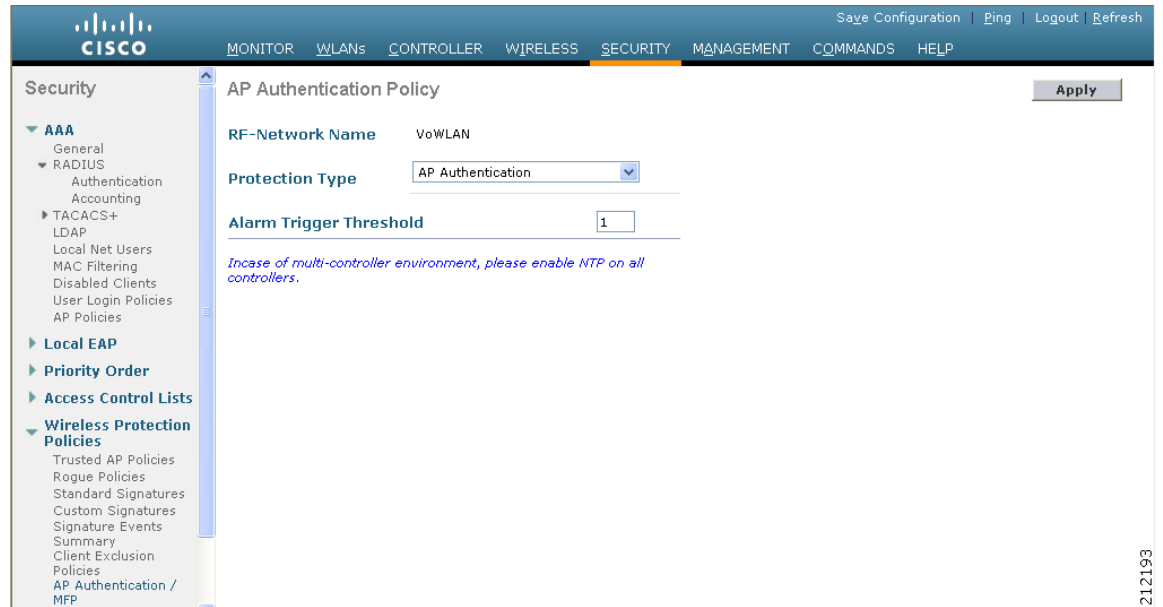 Save Configuration | Ping | Logout | Refresh
CISCO
MONITOR WLANs CONTROLLER WIRELESS SECURITY MANAGEMENT COMMANDS HELP
Security
AAA
General
RADIUS
Authentication
Accounting
TACACS+
LDAP
Local Net Users
MAC Filtering
Disabled Clients
User Login Policies
AP Policies
Local EAP
Priority Order
Access Control Lists
Wireless Protection
Policies
Trusted AP Policies
Rogue Policies
Standard Signatures
Custom Signatures
Signature Events
Summary
Client Exclusion
Policies
AP Authentication /
MFP
AP Authentication Policy
Apply
RF-Network Name VoWLAN
Protection Type AP Authentication
Alarm Trigger Threshold 1
Incase of multi-controller environment, please enable NTP on all
controllers.
212193